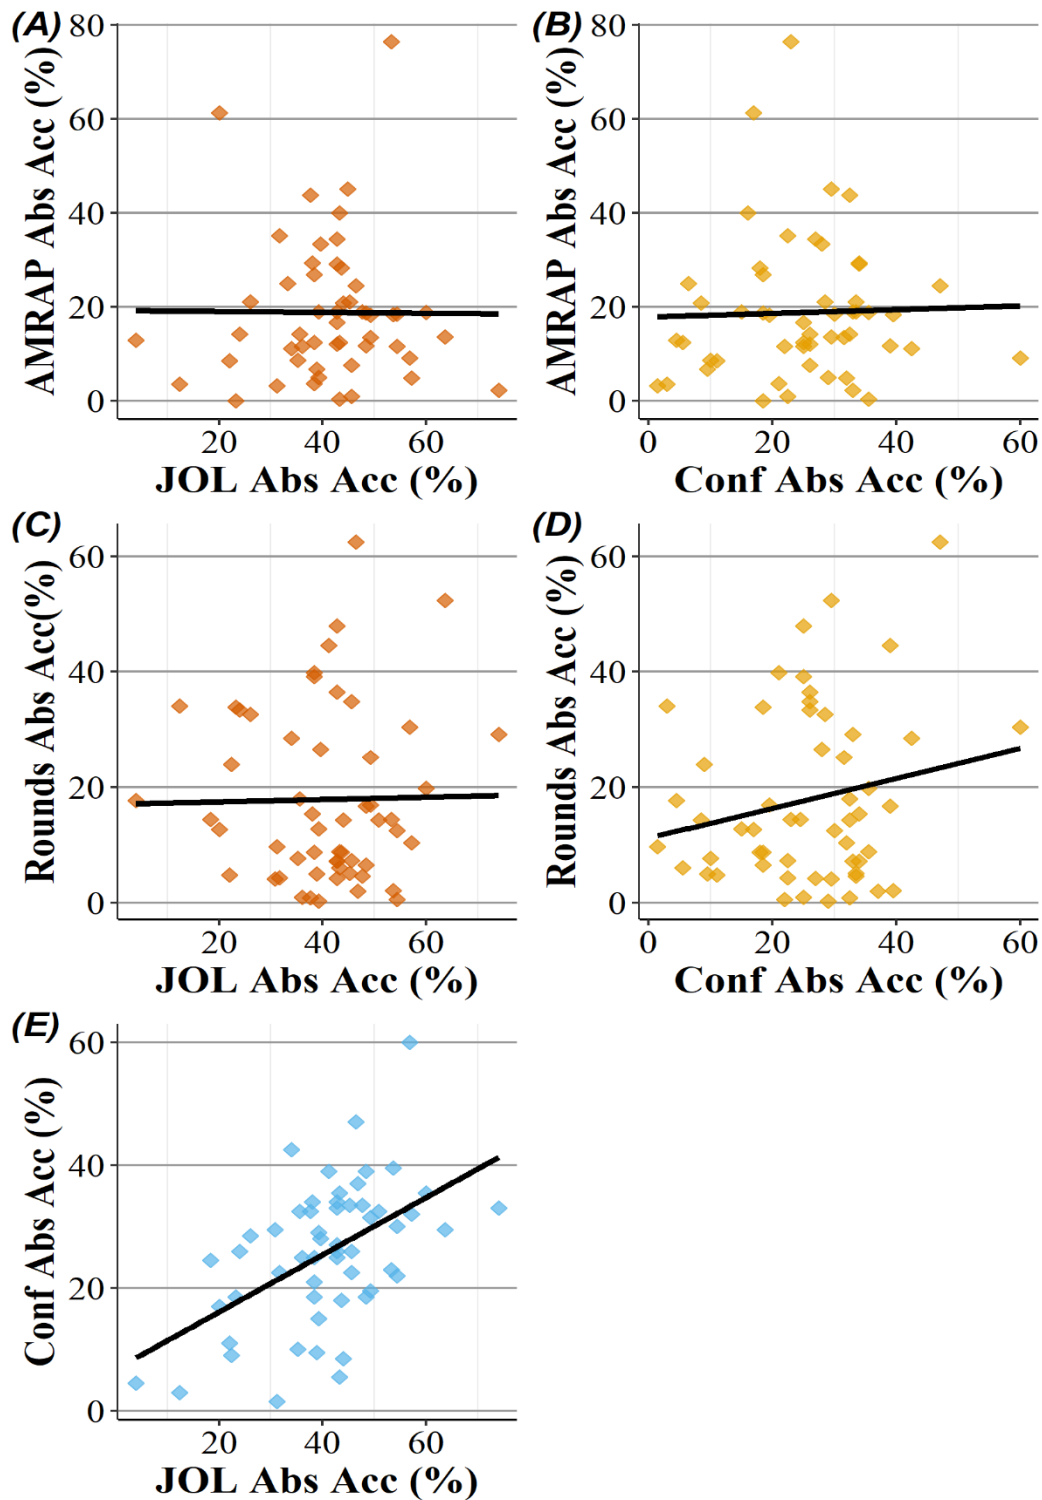 (A)
AMRAP Abs Acc (%)
80
60
40
20
0
20
40
60
JOL Abs Acc (%)
(B)
AMRAP Abs Acc (%)
80
60
40
20
0
0
20
40
60
Conf Abs Acc (%)
(C)
Rounds Abs Acc(%)
60
40
20
0
20
40
60
JOL Abs Acc (%)
(D)
Rounds Abs Acc (%)
60
40
20
0
0
20
40
60
Conf Abs Acc (%)
(E)
Conf Abs Acc (%)
60
40
20
0
20
40
60
JOL Abs Acc (%)